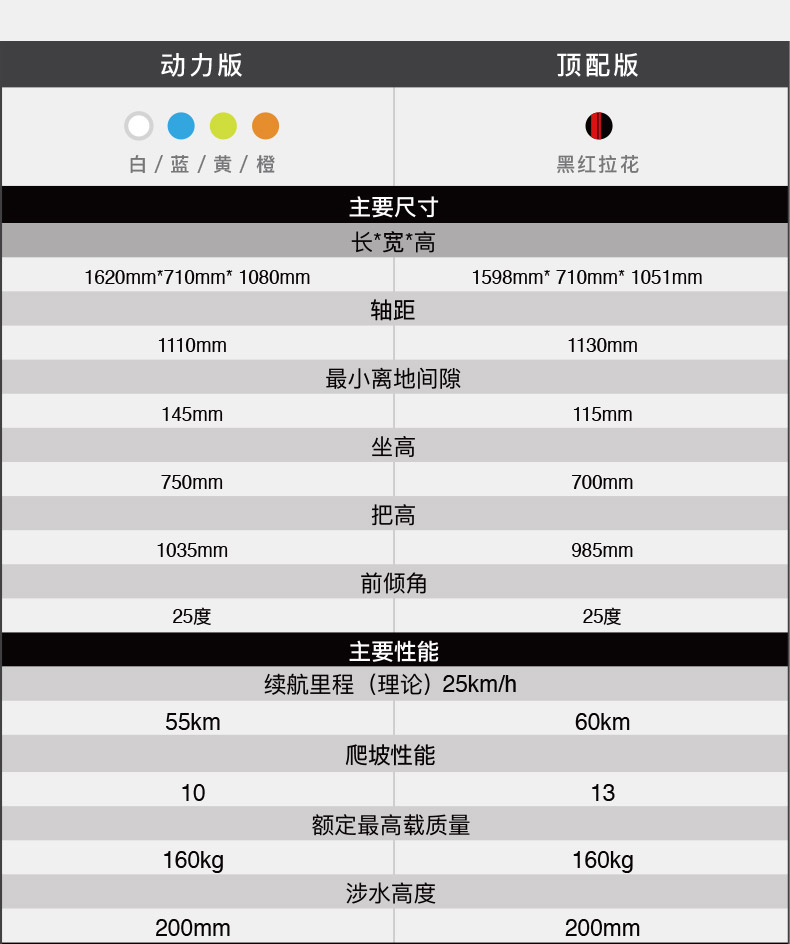 动力版 顶配版
白 / 蓝 / 黄 / 橙 黑红拉花
主要尺寸
长*宽*高
1620mm*710mm* 1080mm 1598mm* 710mm* 1051mm
轴距
1110mm 1130mm
最小离地间隙
145mm 115mm
坐高
750mm 700mm
把高
1035mm 985mm
前倾角
25度 25度
主要性能
续航里程（理论）25km/h
55km 60km
爬坡性能
10 13
额定最高载质量
160kg 160kg
涉水高度
200mm 200mm